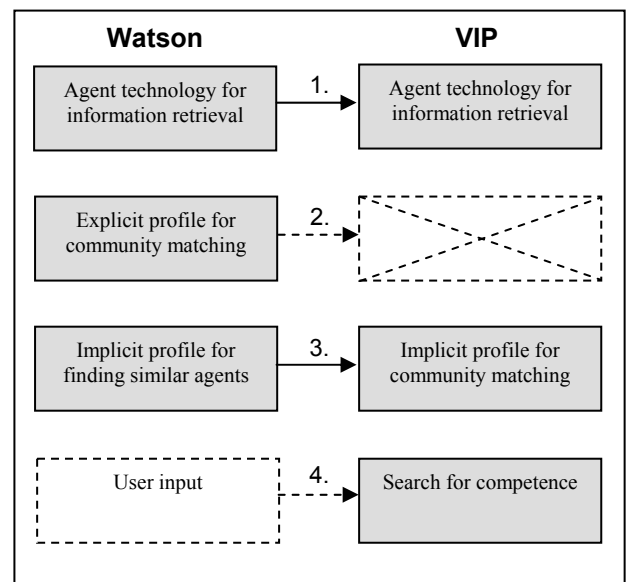 Watson
VIP
Agent technology for
information retrieval
1.
Agent technology for
information retrieval
Explicit profile for
community matching
2.
Implicit profile for
finding similar agents
3.
Implicit profile for
community matching
User input
4.
Search for competence